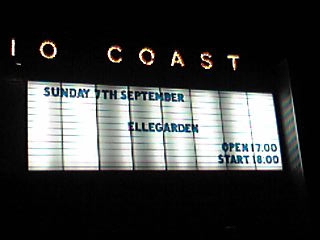 IO COAST
SUNDAY 7TH SEPTEMBER
ELLEGARDEN
OPEN 17.00
START 18:00